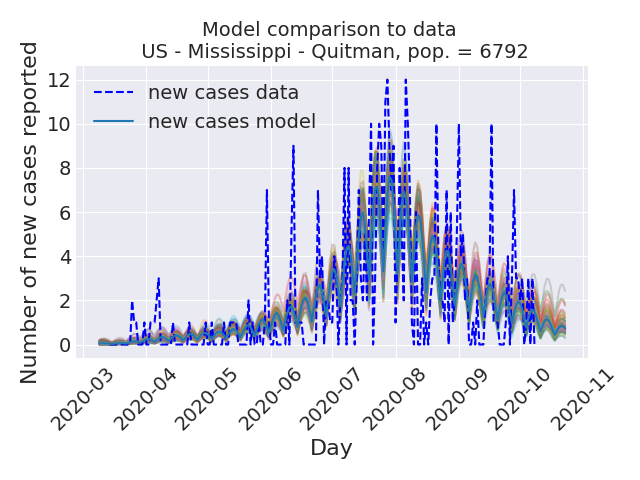 Model comparison to data
US - Mississippi - Quitman, pop. = 6792
Number of new cases reported
12
10
8
6
4
2
0
new cases data
new cases model
2020-03
2020-04
2020-05
2020-06
2020-07
2020-08
2020-09
2020-10
2020-11
Day